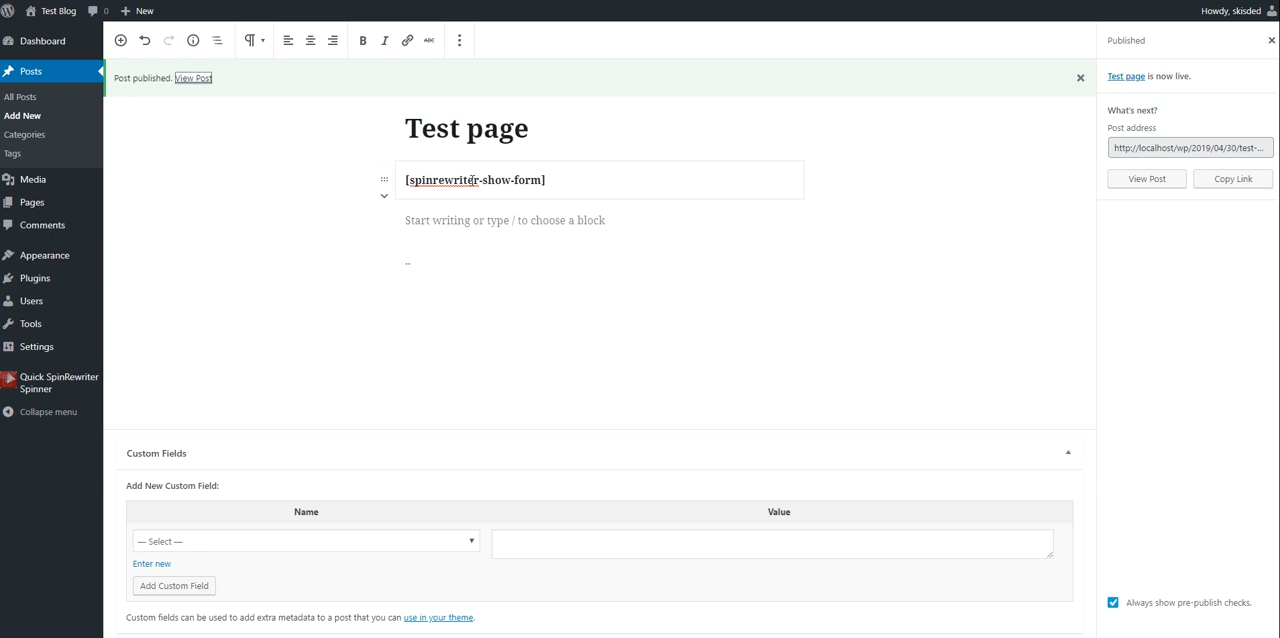 Test Blog
0
New
Howdy, skisded
Dashboard
Posts
All Posts
Add New
Categories
Tags
Media
Pages
Comments
Appearance
Plugins
Users
Tools
Settings
Quick SpinRewriter
Spinner
Collapse menu
B I ABC
Post published. View Post
Test page
[spinrewriter-show-form]
Start writing or type / to choose a block
..
Custom Fields
Add New Custom Field:
Name Value
— Select —
Enter new
Add Custom Field
Custom fields can be used to add extra metadata to a post that you can use in your theme.
Published
Test page is now live.
What's next?
Post address
http://localhost/wp/2019/04/30/test-...
View Post Copy Link
Always show pre-publish checks.